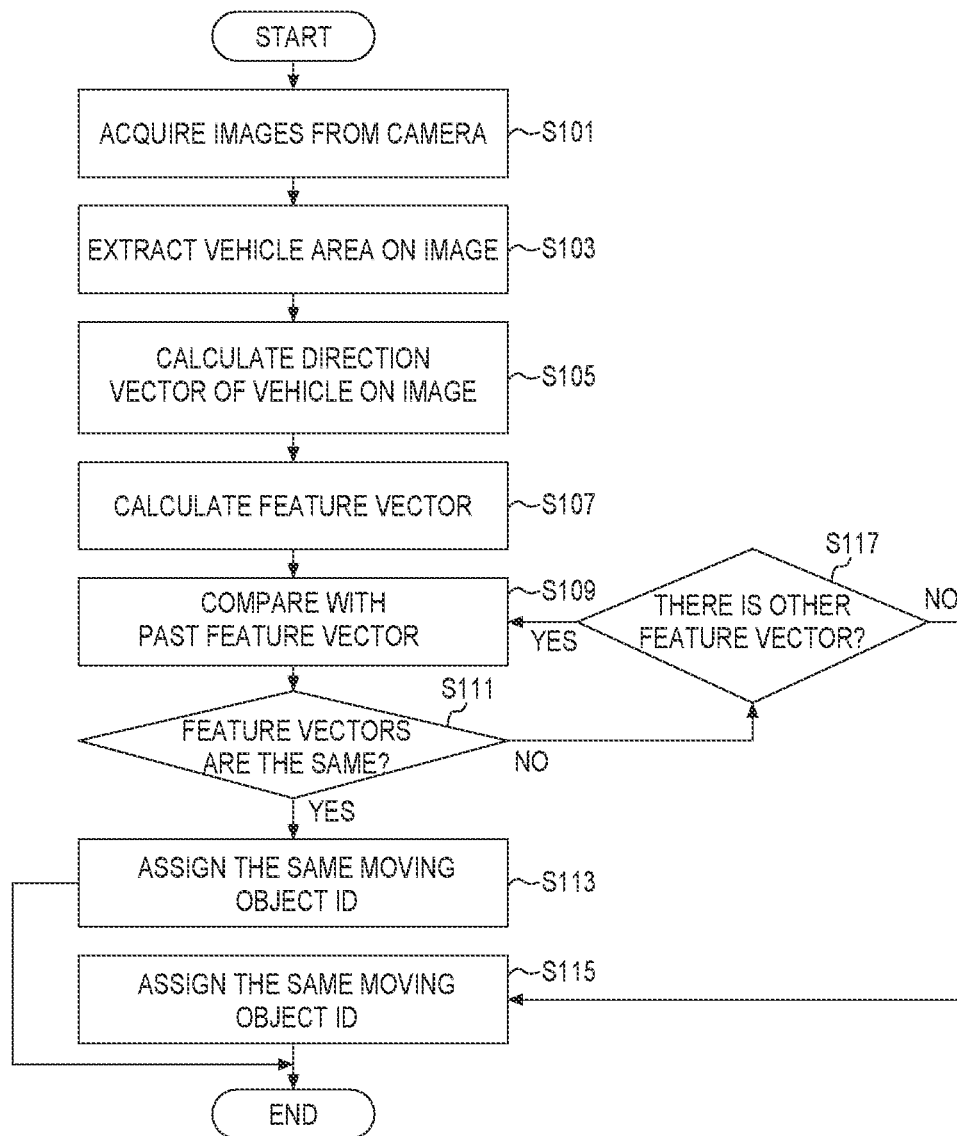 START
ACQUIRE IMAGES FROM CAMERA
S101
EXTRACT VEHICLE AREA ON IMAGE
S103
CALCULATE DIRECTION
VECTOR OF VEHICLE ON IMAGE
S105
CALCULATE FEATURE VECTOR
S107
COMPARE WITH
PAST FEATURE VECTOR
S109
S117
THERE IS OTHER
FEATURE VECTOR?
YES
NO
S111
FEATURE VECTORS
ARE THE SAME?
NO
YES
ASSIGN THE SAME MOVING
OBJECT ID
S113
ASSIGN THE SAME MOVING
OBJECT ID
S115
END